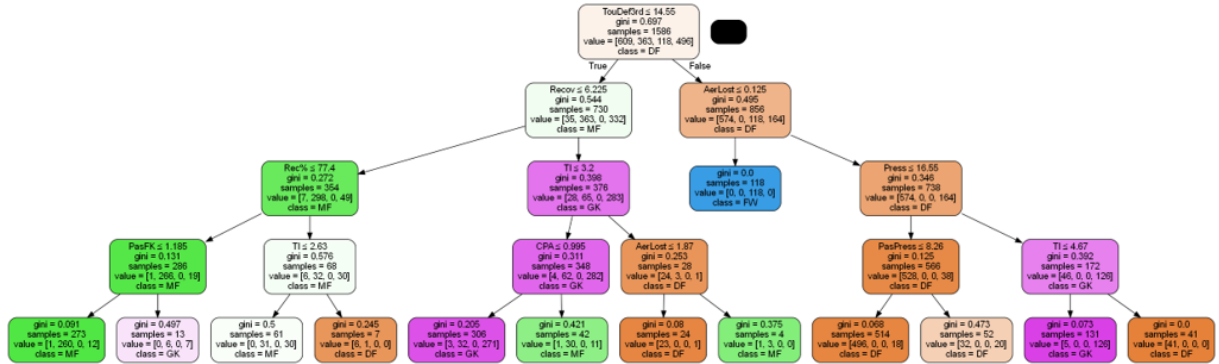 TouDef3rd ≤ 14.55
gini = 0.697
samples = 1586
value = [609, 363, 118, 496]
class = DF
True
False
Recov ≤ 6.225
gini = 0.544
samples = 730
value = [35, 363, 0, 332]
class = MF
AerLost ≤ 0.125
gini = 0.495
samples = 856
value = [574, 0, 118, 164]
class = DF
Rec% ≤ 77.4
gini = 0.272
samples = 354
value = [7, 298, 0, 49]
class = MF
TI ≤ 3.2
gini = 0.398
samples = 376
value = [28, 65, 0, 283]
class = GK
gini = 0.0
samples = 118
value = [0, 0, 118, 0]
class = FW
Press ≤ 16.55
gini = 0.346
samples = 738
value = [574, 0, 0, 164]
class = DF
PasFK ≤ 1.185
gini = 0.131
samples = 286
value = [1, 266, 0, 19]
class = MF
TI ≤ 2.63
gini = 0.576
samples = 68
value = [6, 32, 0, 30]
class = MF
CPA ≤ 0.995
gini = 0.311
samples = 348
value = [4, 62, 0, 282]
class = GK
AerLost ≤ 1.87
gini = 0.253
samples = 28
value = [24, 3, 0, 1]
class = DF
PasPress ≤ 8.26
gini = 0.125
samples = 566
value = [528, 0, 0, 38]
class = DF
TI ≤ 4.67
gini = 0.392
samples = 172
value = [46, 0, 0, 126]
class = GK
gini = 0.091
samples = 273
value = [1, 260, 0, 12]
class = MF
gini = 0.497
samples = 13
value = [0, 6, 0, 7]
class = GK
gini = 0.5
samples = 61
value = [0, 31, 0, 30]
class = MF
gini = 0.245
samples = 7
value = [6, 1, 0, 0]
class = DF
gini = 0.205
samples = 306
value = [3, 32, 0, 271]
class = GK
gini = 0.421
samples = 42
value = [1, 30, 0, 11]
class = MF
gini = 0.08
samples = 24
value = [23, 0, 0, 1]
class = DF
gini = 0.375
samples = 4
value = [1, 3, 0, 0]
class = MF
gini = 0.068
samples = 514
value = [496, 0, 0, 18]
class = DF
gini = 0.473
samples = 52
value = [32, 0, 0, 20]
class = DF
gini = 0.073
samples = 131
value = [5, 0, 0, 126]
class = GK
gini = 0.0
samples = 41
value = [41, 0, 0, 0]
class = DF